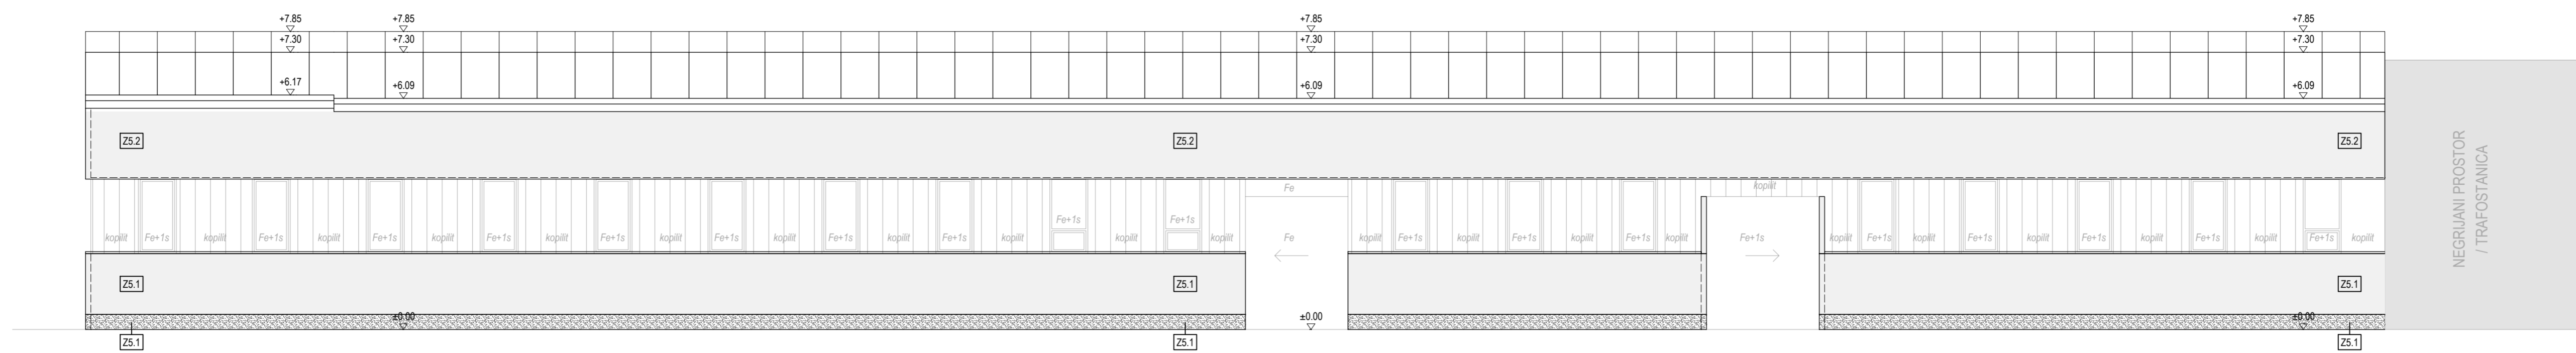 +7.85 +7.85 +7.85 +7.85
+7.30 +7.30 +7.30 +7.30
+6.17 +6.09 +6.09 +6.09
Z5.2 Z5.2 Z5.2
NEGRIJANI PROSTOR
/ TRAFOSTANICA
Fe kopilit
Fe+1s Fe+1s
kopilit Fe+1s kopilit Fe+1s kopilit Fe+1s kopilit Fe+1s kopilit Fe+1s kopilit Fe+1s kopilit Fe+1s kopilit Fe+1s kopilit kopilit kopilit Fe kopilit Fe+1s kopilit Fe+1s kopilit Fe+1s kopilit Fe+1s kopilit Fe+1s kopilit Fe+1s kopilit Fe+1s kopilit Fe+1s kopilit Fe+1s kopilit
Z5.1 Z5.1 Z5.1
±0.00 ±0.00 ±0.00
Z5.1 Z5.1 Z5.1